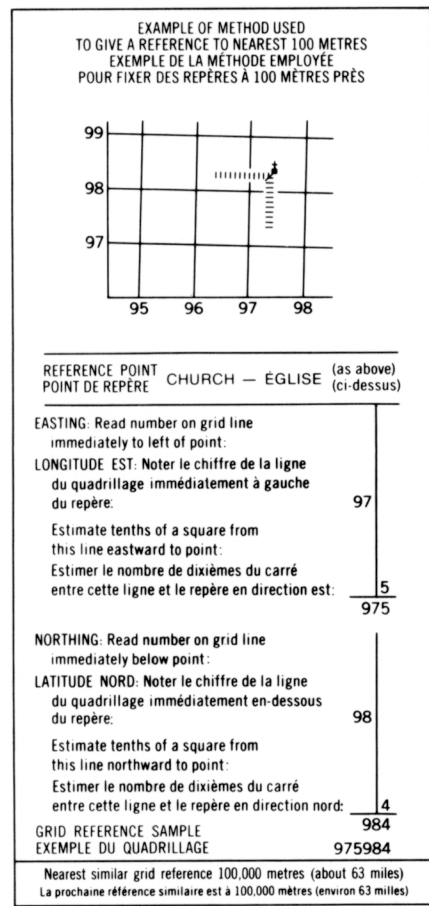 EXAMPLE OF METHOD USED
TO GIVE A REFERENCE TO NEAREST 100 METRES
EXEMPLE DE LA MÉTHODE EMPLOYÉE
POUR FIXER DES REPÈRES À 100 MÈTRES PRÈS
99
98
97
95 96 97 98
REFERENCE POINT
POINT DE REPÈRE
CHURCH — ÉGLISE
(as above)
(ci-dessus)
EASTING: Read number on grid line
immediately to left of point:
LONGITUDE EST: Noter le chiffre de la ligne
du quadrillage immédiatement à gauche
du repère: 97
Estimate tenths of a square from
this line eastward to point:
Estimer le nombre de dixièmes du carré
entre cette ligne et le repère en direction est: 5
975
NORTHING: Read number on grid line
immediately below point:
LATITUDE NORD: Noter le chiffre de la ligne
du quadrillage immédiatement en-dessous
du repère: 98
Estimate tenths of a square from
this line northward to point:
Estimer le nombre de dixièmes du carré
entre cette ligne et le repère en direction nord: 4
GRID REFERENCE SAMPLE 984
EXEMPLE DU QUADRILLAGE 975984
Nearest similar grid reference 100,000 metres (about 63 miles)
La prochaine référence similaire est à 100,000 mètres (environ 63 milles)